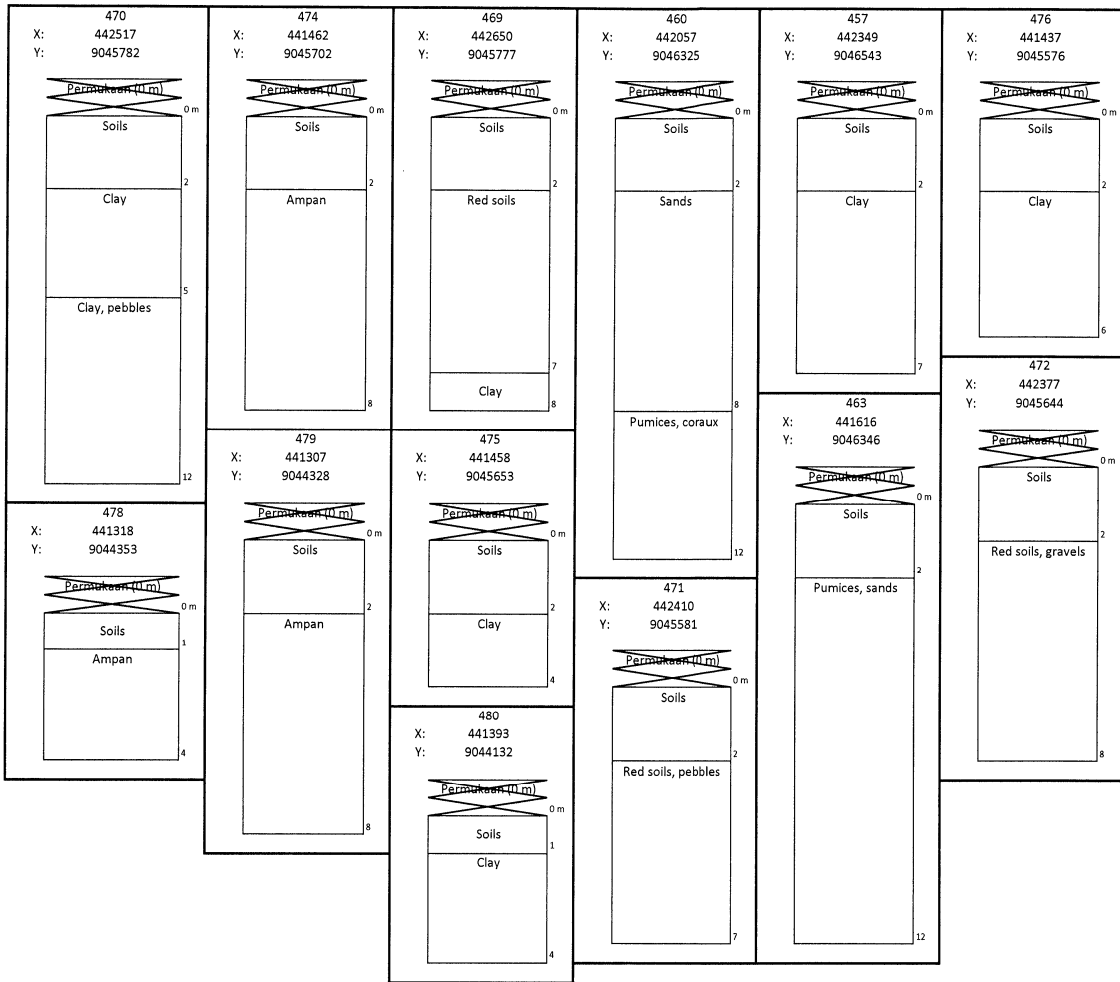 470
X: 442517
Y: 9045782
Permukaan (0 m)
0 m
Soils
2
Clay
5
Clay, pebbles
12
478
X: 441318
Y: 9044353
Permukaan (0 m)
0 m
Soils
1
Ampan
4
474
X: 441462
Y: 9045702
Permukaan (0 m)
0 m
Soils
2
Ampan
8
479
X: 441307
Y: 9044328
Permukaan (0 m)
0 m
Soils
2
Ampan
8
469
X: 442650
Y: 9045777
Permukaan (0 m)
0 m
Soils
2
Red soils
7
Clay
8
475
X: 441458
Y: 9045653
Permukaan (0 m)
0 m
Soils
2
Clay
4
480
X: 441393
Y: 9044132
Permukaan (0 m)
0 m
Soils
1
Clay
4
460
X: 442057
Y: 9046325
Permukaan (0 m)
0 m
Soils
2
Sands
8
Pumices, coraux
12
471
X: 442410
Y: 9045581
Permukaan (0 m)
0 m
Soils
2
Red soils, pebbles
7
457
X: 442349
Y: 9046543
Permukaan (0 m)
0 m
Soils
2
Clay
7
463
X: 441616
Y: 9046346
Permukaan (0 m)
0 m
Soils
2
Pumices, sands
12
476
X: 441437
Y: 9045576
Permukaan (0 m)
0 m
Soils
2
Clay
6
472
X: 442377
Y: 9045644
Permukaan (0 m)
0 m
Soils
2
Red soils, gravels
8